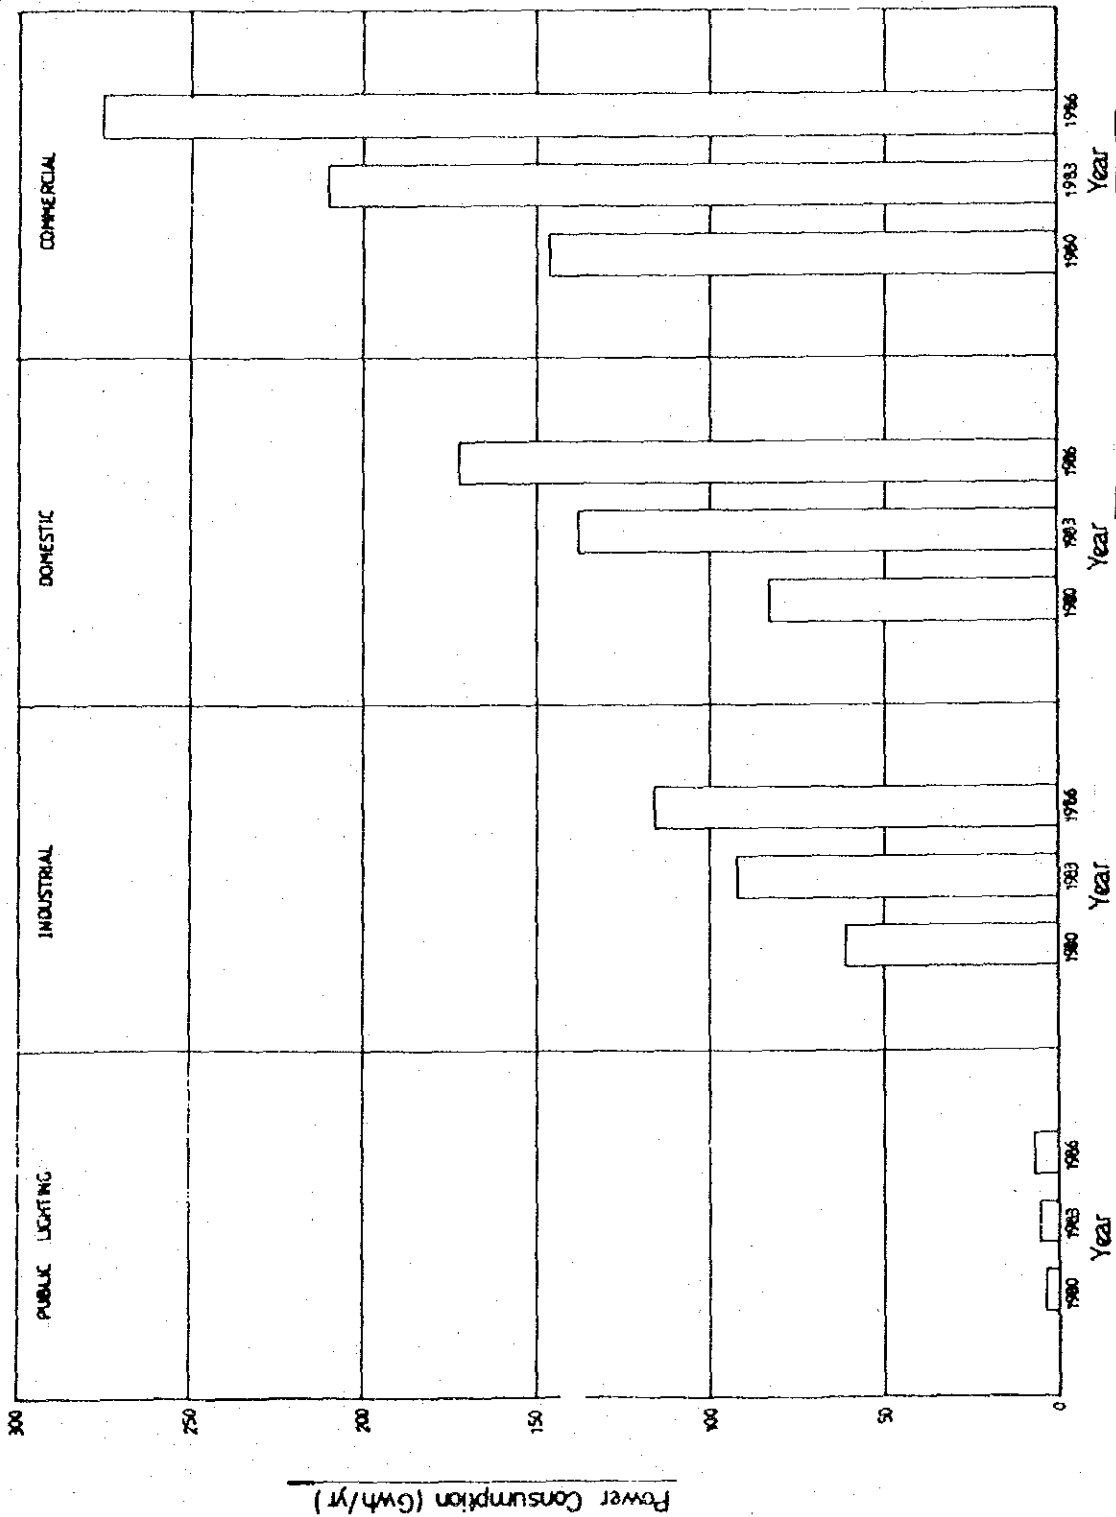 PUBLIC LIGHTING
INDUSTRIAL
DOMESTIC
COMMERCIAL
300
250
200
150
100
50
0
Power Consumption (Gwh/yr)
1980 1983 1986
1980 1983 1986
1980 1983 1986
1980 1983 1986
Year
Year
Year
Year